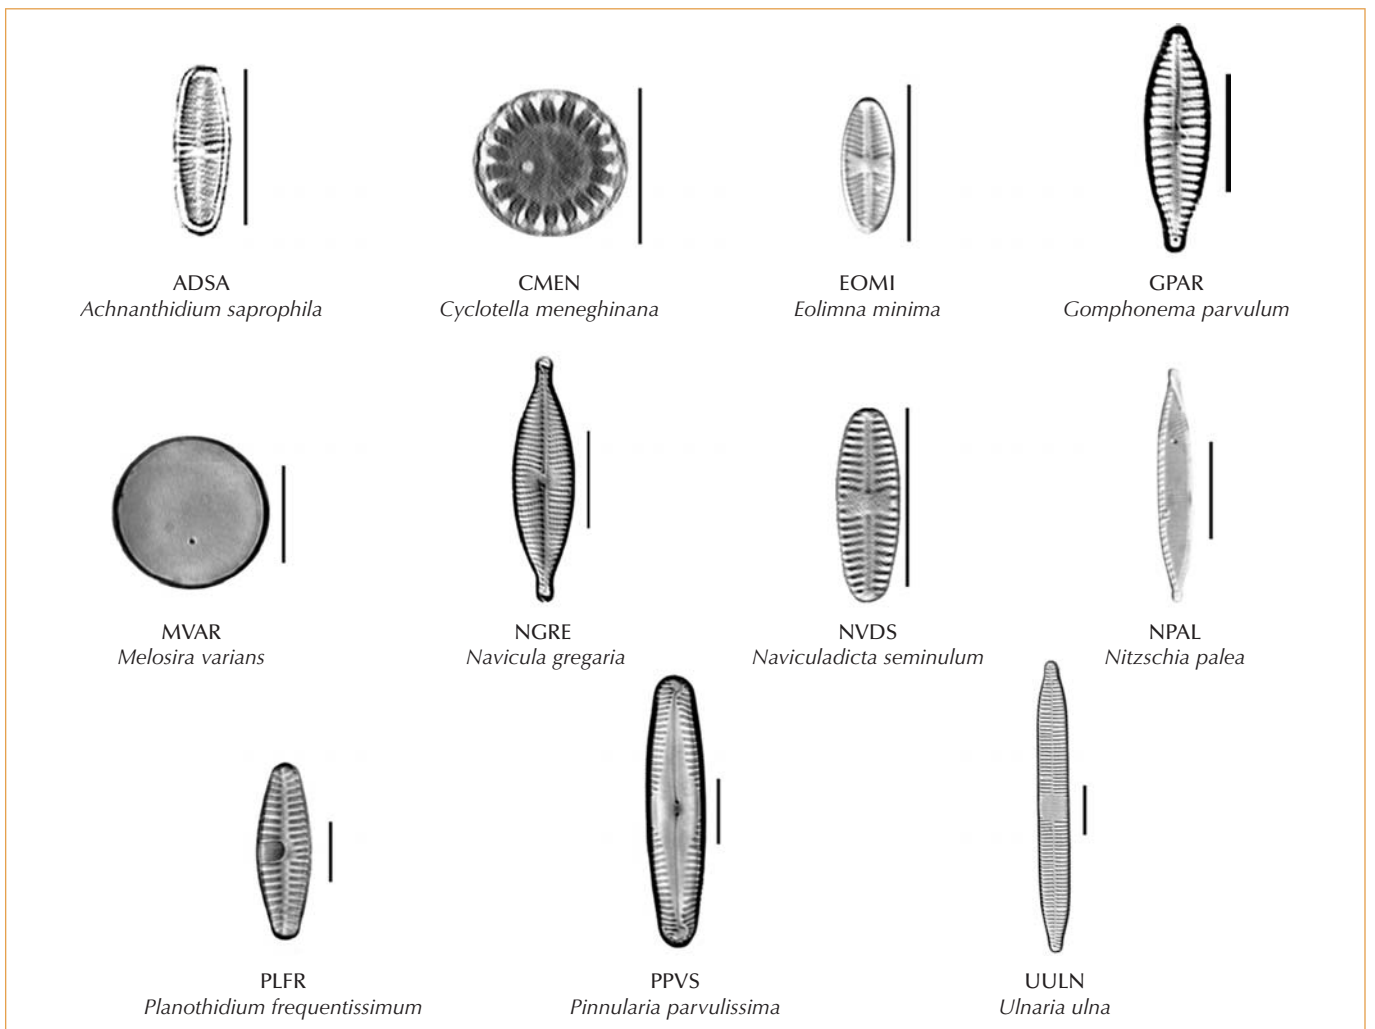 ADSA
Achnanthidium saprophila
CMEN
Cyclotella meneghinana
EOMI
Eolimna minima
GPAR
Gomphonema parvulum
MVAR
Melosira varians
NGRE
Navicula gregaria
NVDS
Naviculadicta seminulum
NPAL
Nitzschia palea
PLFR
Planothidium frequentissimum
PPVS
Pinnularia parvulissima
UULN
Ulnaria ulna